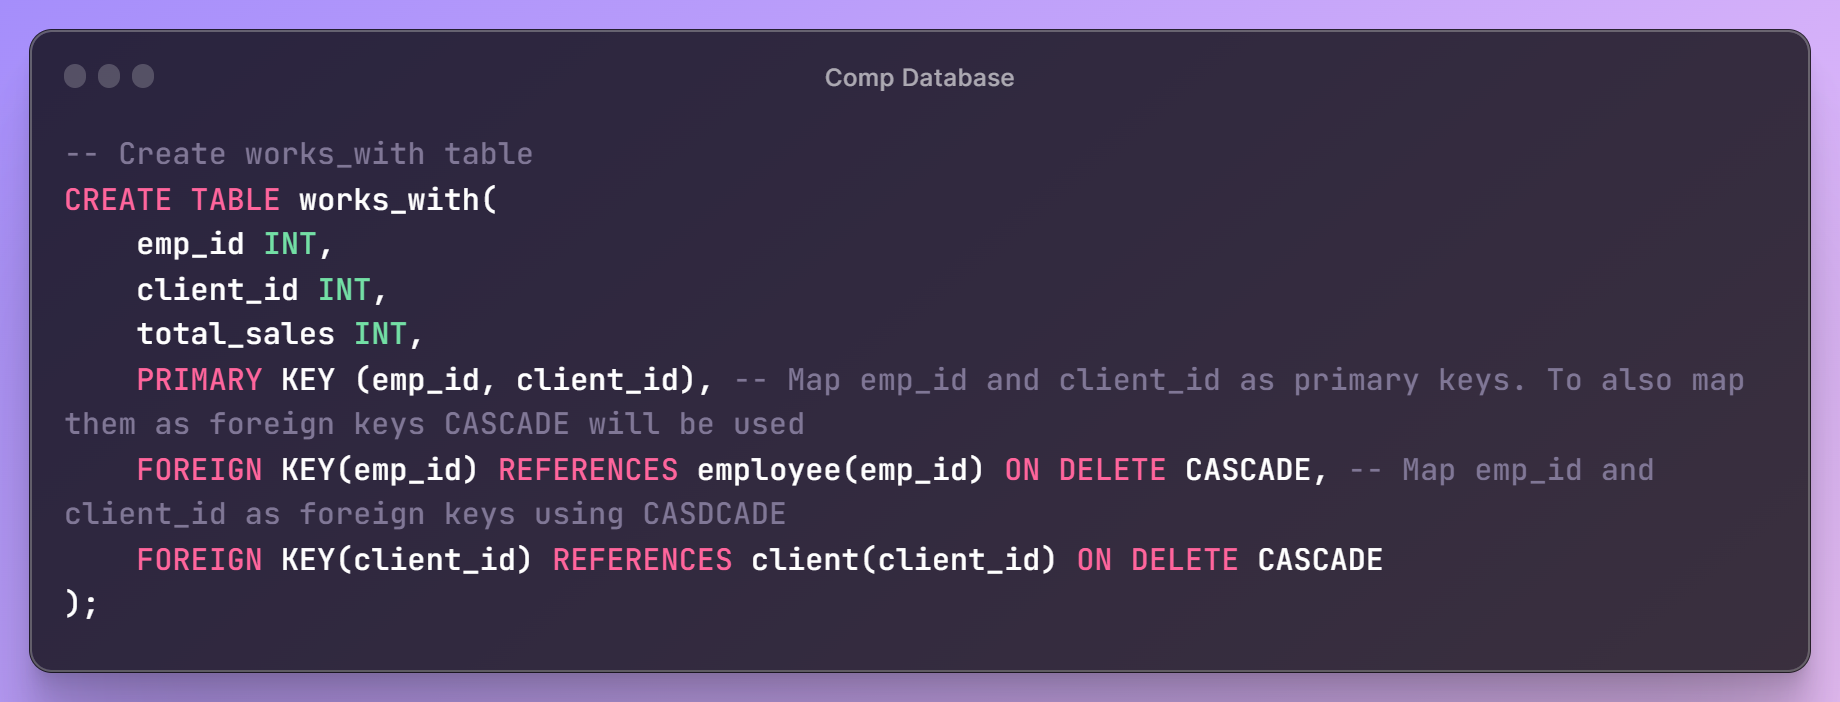 Comp Database
-- Create works_with table
CREATE TABLE works_with(
    emp_id INT,
    client_id INT,
    total_sales INT,
    PRIMARY KEY (emp_id, client_id), -- Map emp_id and client_id as primary keys. To also map
them as foreign keys CASCADE will be used
    FOREIGN KEY(emp_id) REFERENCES employee(emp_id) ON DELETE CASCADE, -- Map emp_id and
client_id as foreign keys using CASDCADE
    FOREIGN KEY(client_id) REFERENCES client(client_id) ON DELETE CASCADE
);